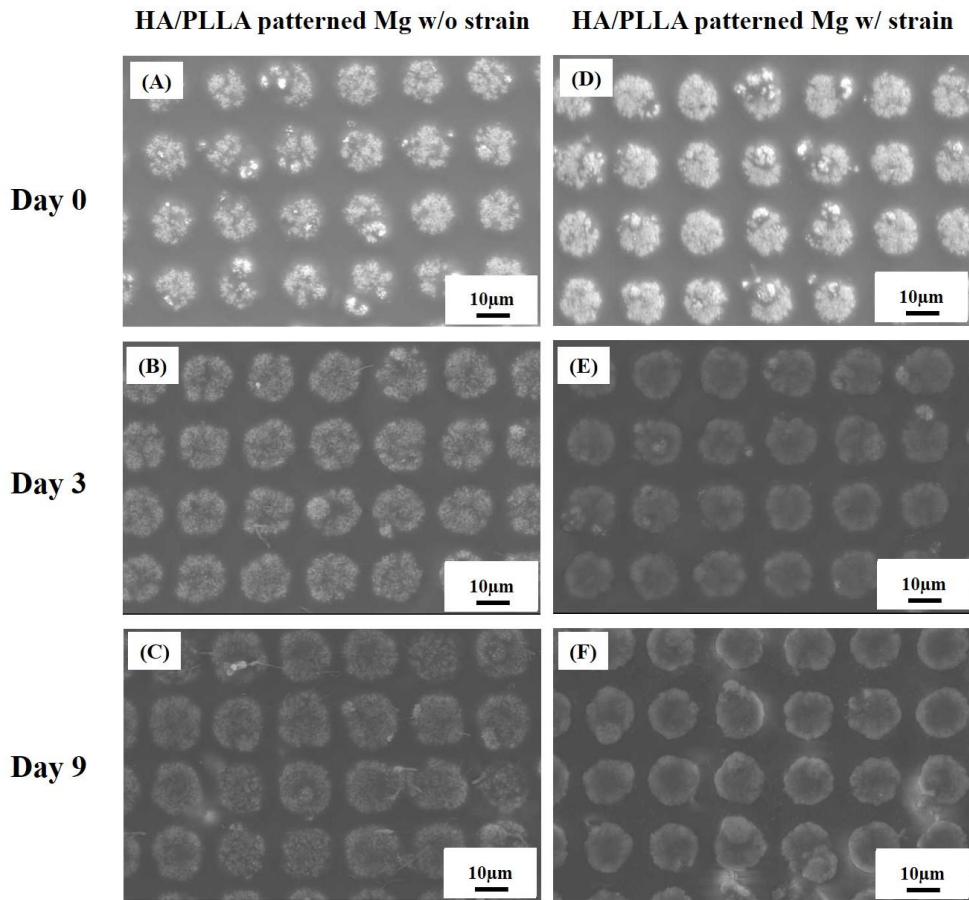 HA/PLLA patterned Mg w/o strain
HA/PLLA patterned Mg w/ strain
Day 0
(A)
10μm
(D)
10μm
Day 3
(B)
10μm
(E)
10μm
Day 9
(C)
10μm
(F)
10μm